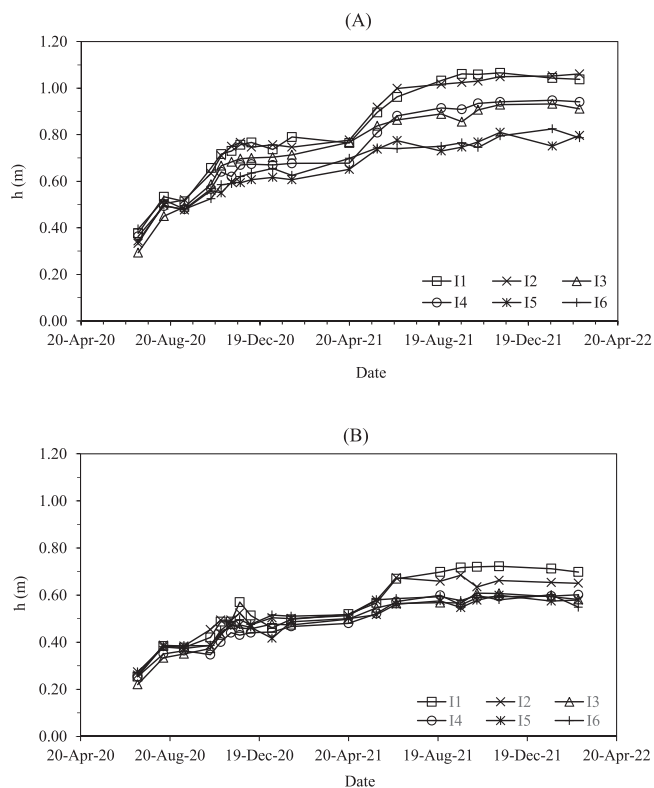 (A)
1.20
1.00
0.80
0.60
0.40
0.20
0.00
h (m)
I1 I2 I3
I4 I5 I6
20-Apr-20 20-Aug-20 19-Dec-20 20-Apr-21 19-Aug-21 19-Dec-21 20-Apr-22
Date
(B)
1.20
1.00
0.80
0.60
0.40
0.20
0.00
h (m)
I1 I2 I3
I4 I5 I6
20-Apr-20 20-Aug-20 19-Dec-20 20-Apr-21 19-Aug-21 19-Dec-21 20-Apr-22
Date